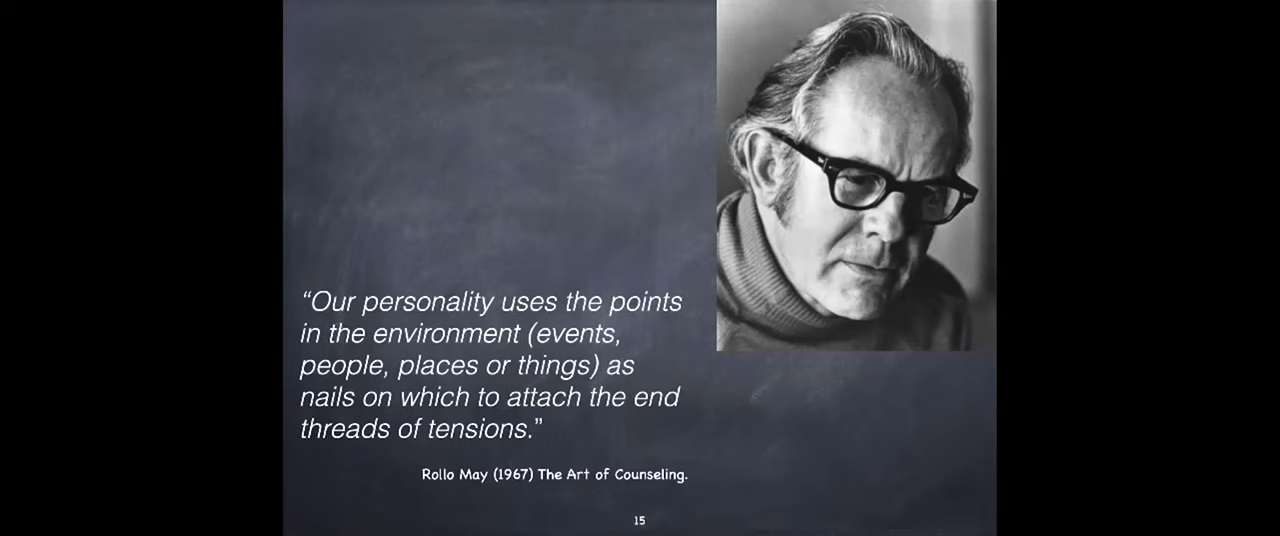 “Our personality uses the points
in the environment (events,
people, places or things) as
nails on which to attach the end
threads of tensions.”
Rollo May (1967) The Art of Counseling.
15